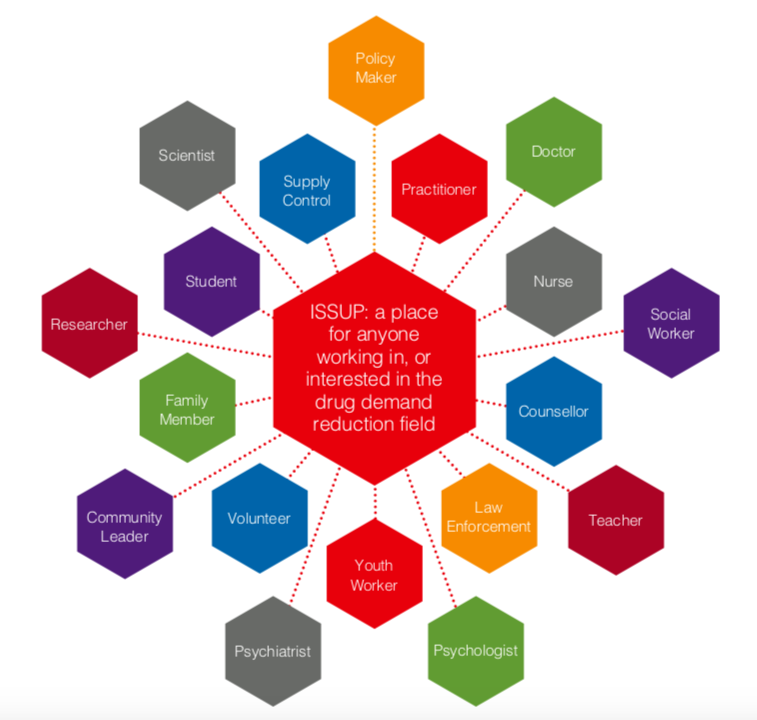 Policy
Maker
Scientist
Supply
Control
Practitioner
Doctor
Student
Nurse
Researcher
Social
Worker
ISSUP: a place
for anyone
working in, or
interested in the
drug demand
reduction field
Family
Member
Counsellor
Community
Leader
Volunteer
Law
Enforcement
Teacher
Youth
Worker
Psychiatrist
Psychologist